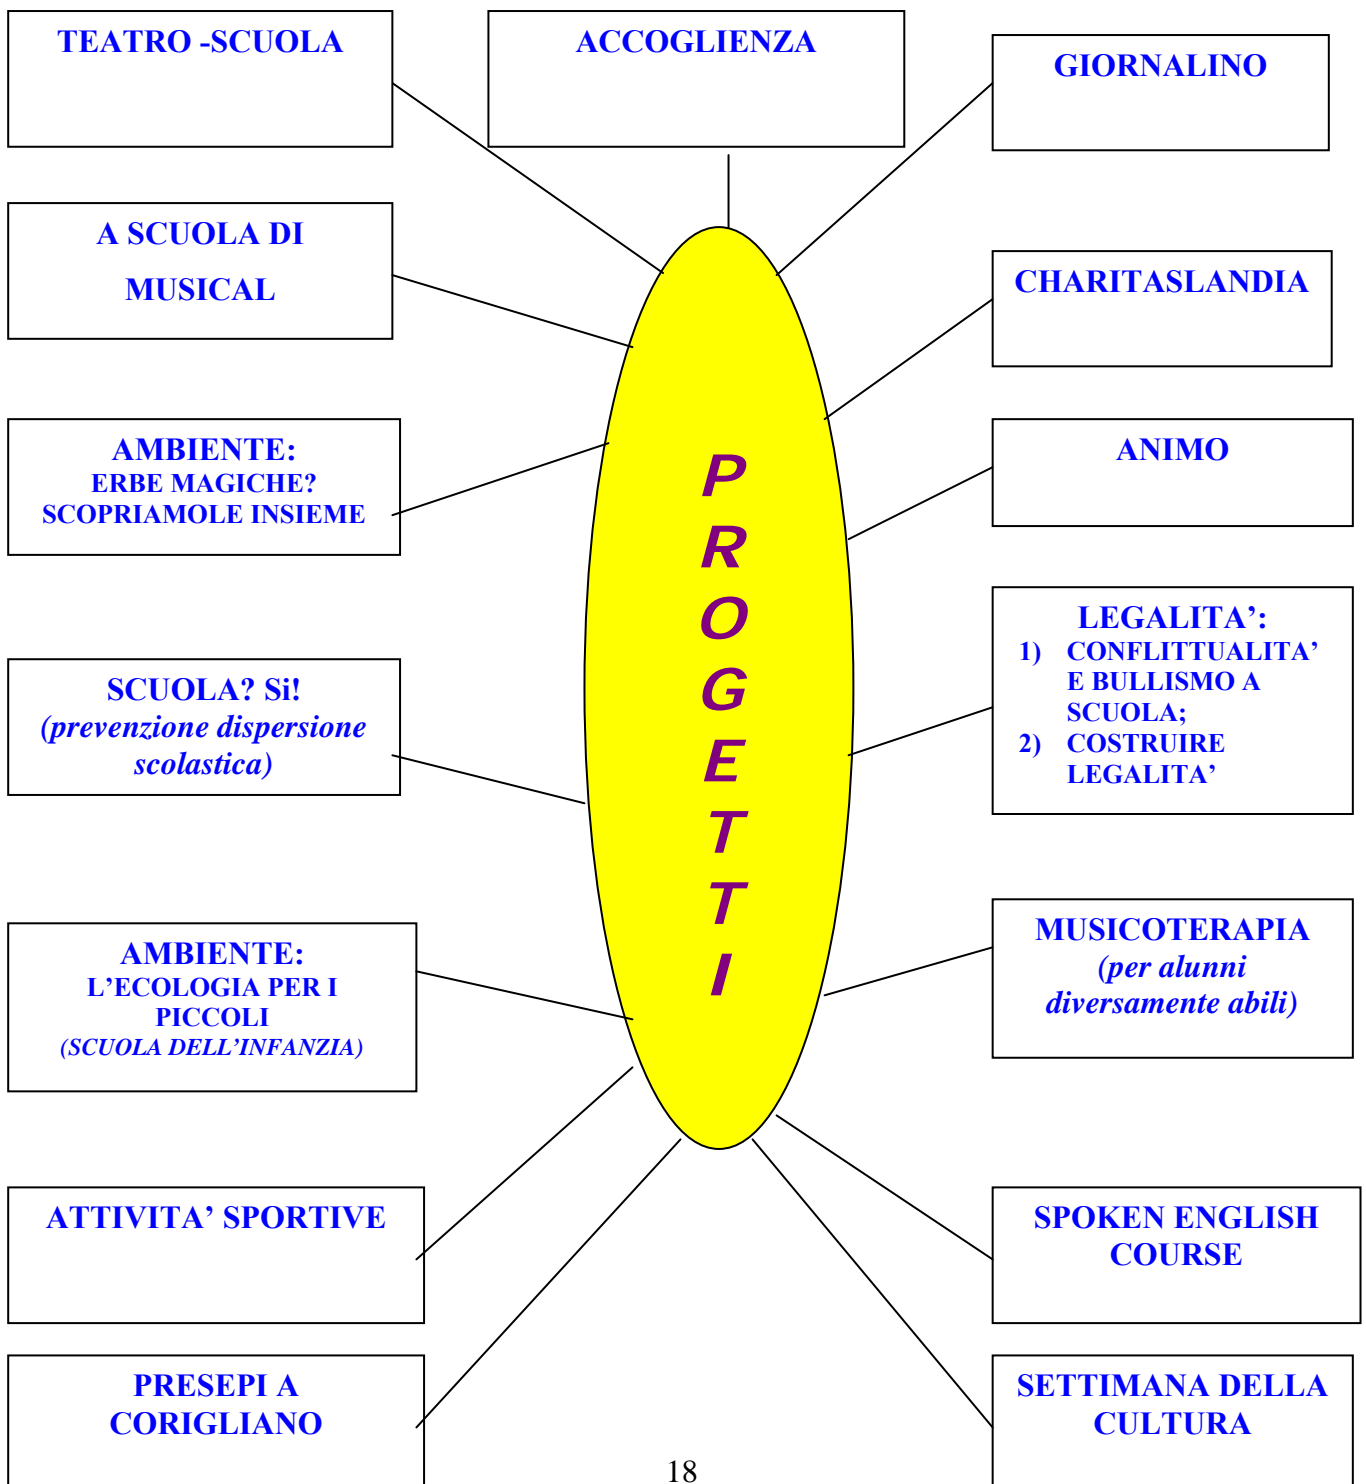 TEATRO -SCUOLA
ACCOGLIENZA
GIORNALINO
A SCUOLA DI
MUSICAL
CHARITASLANDIA
AMBIENTE:
ERBE MAGICHE?
SCOPRIAMOLE INSIEME
ANIMO
P
R
O
G
E
T
T
I
LEGALITA’:
1) CONFLITTUALITA’
E BULLISMO A
SCUOLA;
2) COSTRUIRE
LEGALITA’
SCUOLA? Si!
(prevenzione dispersione
scolastica)
MUSICOTERAPIA
(per alunni
diversamente abili)
AMBIENTE:
L’ECOLOGIA PER I
PICCOLI
(SCUOLA DELL’INFANZIA)
ATTIVITA’ SPORTIVE
SPOKEN ENGLISH
COURSE
PRESEPI A
CORIGLIANO
SETTIMANA DELLA
CULTURA
18